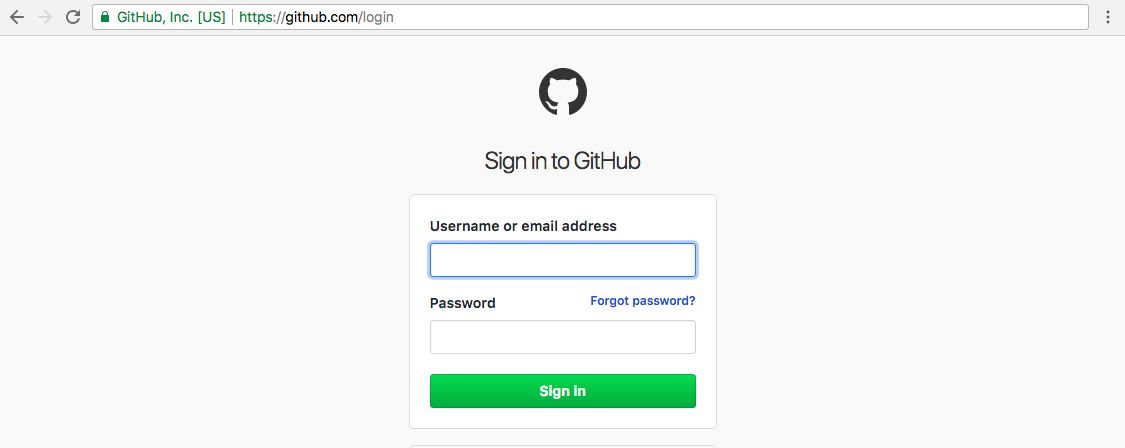 GitHub, Inc. [US] | https://github.com/login
Sign in to GitHub
Username or email address
Password Forgot password?
Sign in